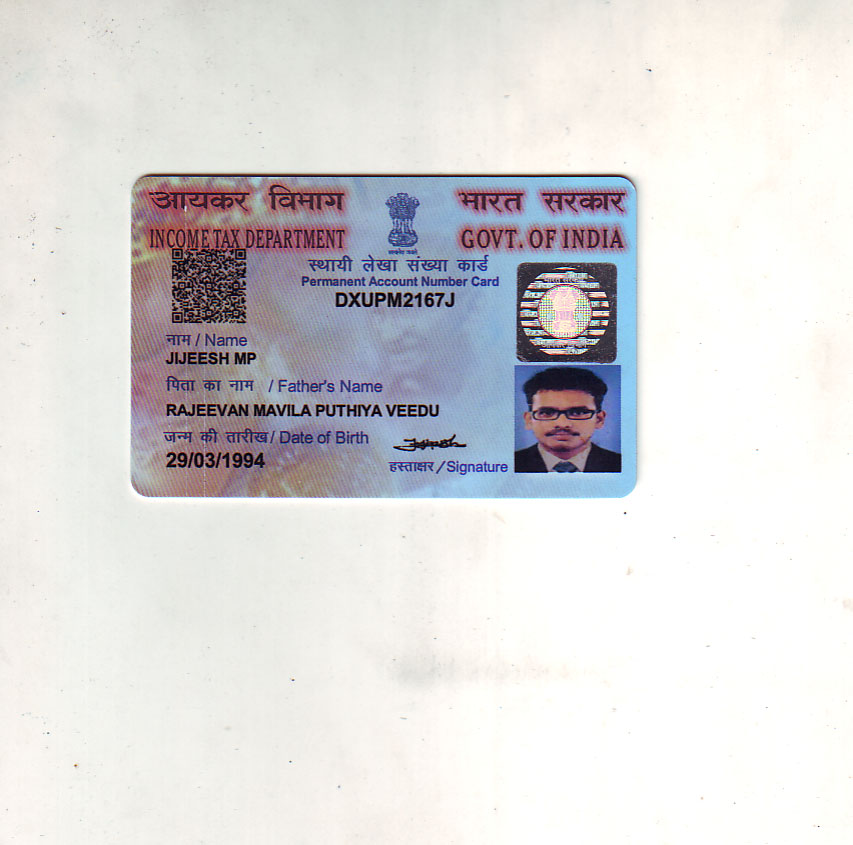 आयकर विभाग
INCOME TAX DEPARTMENT
भारत सरकार
GOVT. OF INDIA
स्थायी लेखा संख्या कार्ड
Permanent Account Number Card
DXUPM2167J
नाम / Name
JIJEESH MP
पिता का नाम / Father's Name
RAJEEVAN MAVILA PUTHIYA VEEDU
जन्म की तारीख / Date of Birth
29/03/1994
हस्ताक्षर / Signature